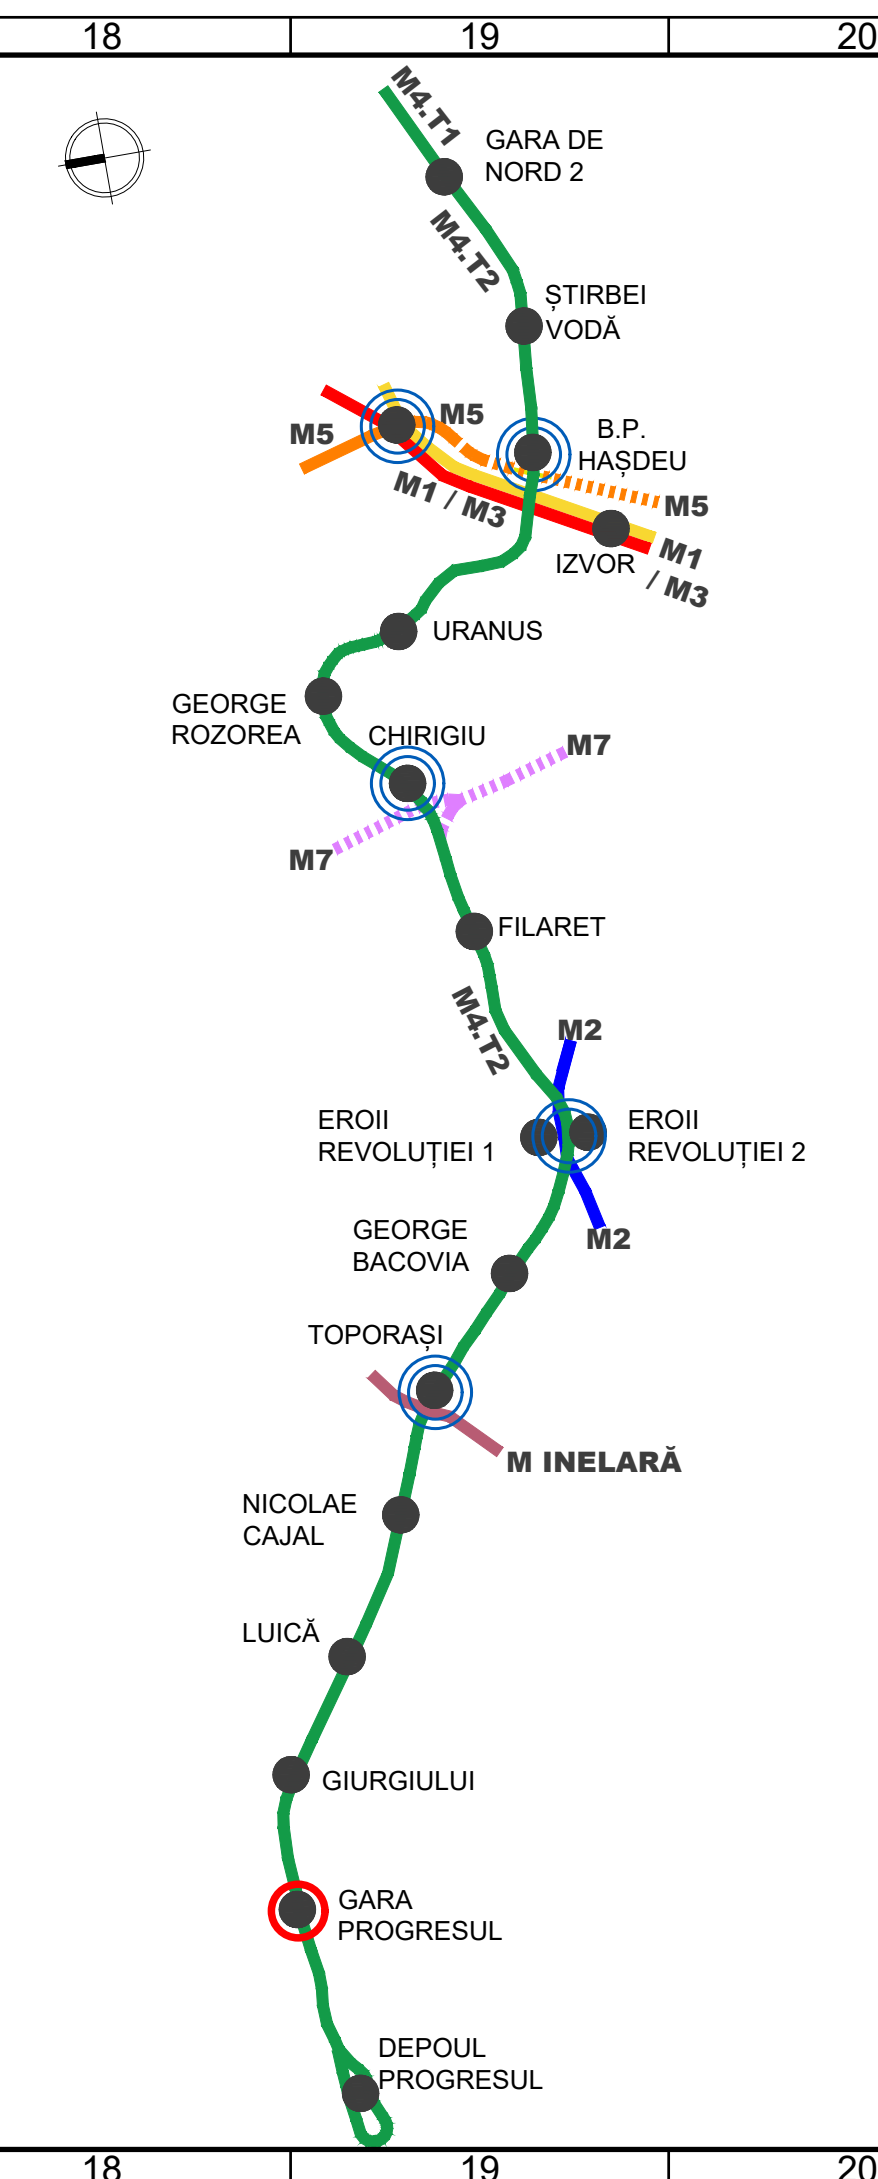 18
19
20
M4.T1
GARA DE
NORD 2
M4.T2
ȘTIRBEI
VODĂ
M5
M5
B.P.
HAȘDEU
M1 / M3
M5
IZVOR
M1
/ M3
URANUS
GEORGE
ROZOREA
CHIRIGIU
M7
M7
FILARET
M4.T2
M2
EROII
REVOLUȚIEI 1
EROII
REVOLUȚIEI 2
M2
GEORGE
BACOVIA
TOPORAȘI
M INELARĂ
NICOLAE
CAJAL
LUICĂ
GIURGIULUI
GARA
PROGRESUL
DEPOUL
PROGRESUL
18
19
20